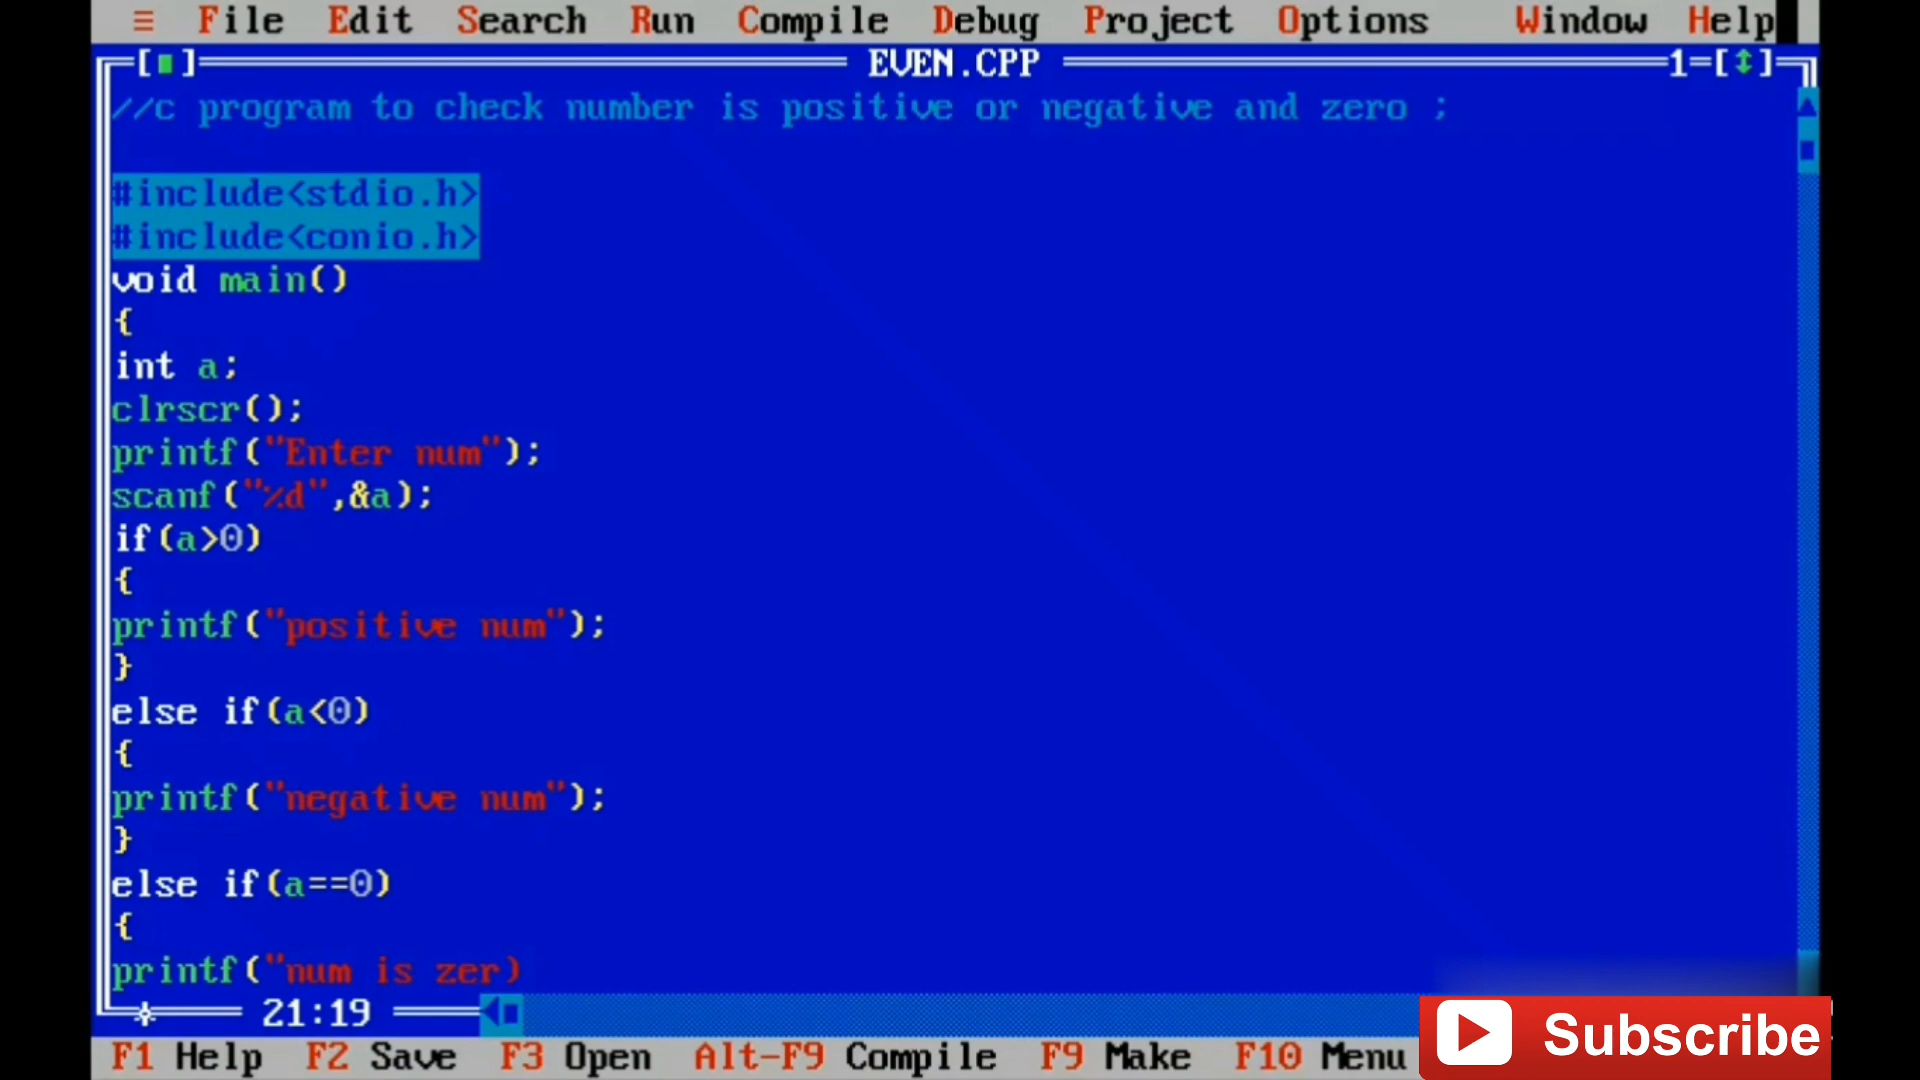 ≡ File Edit Search Run Compile Debug Project Options Window Help
[■] EVEN.CPP 1=[↕]
//c program to check number is positive or negative and zero ;
#include<stdio.h>
#include<conio.h>
void main()
{
int a;
clrscr();
printf("Enter num");
scanf("%d",&a);
if(a>0)
{
printf("positive num");
}
else if(a<0)
{
printf("negative num");
}
else if(a==0)
{
printf("num is zer)
21:19
F1 Help F2 Save F3 Open Alt-F9 Compile F9 Make F10 Menu
Subscribe